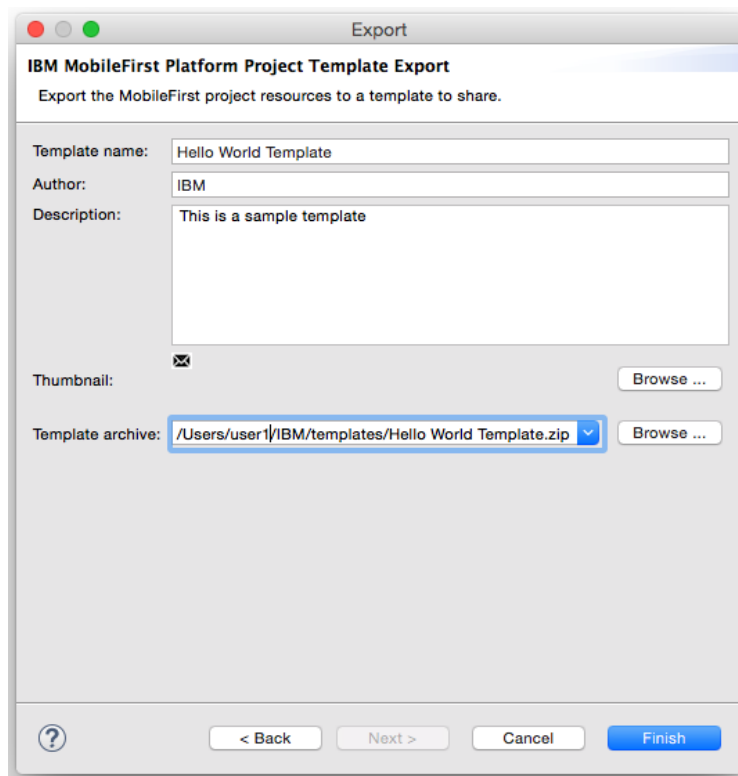 Export
IBM MobileFirst Platform Project Template Export
Export the MobileFirst project resources to a template to share.
Template name: Hello World Template
Author: IBM
Description: This is a sample template
Thumbnail: Browse ...
Template archive: /Users/user1/IBM/templates/Hello World Template.zip Browse ...
? < Back Next > Cancel Finish